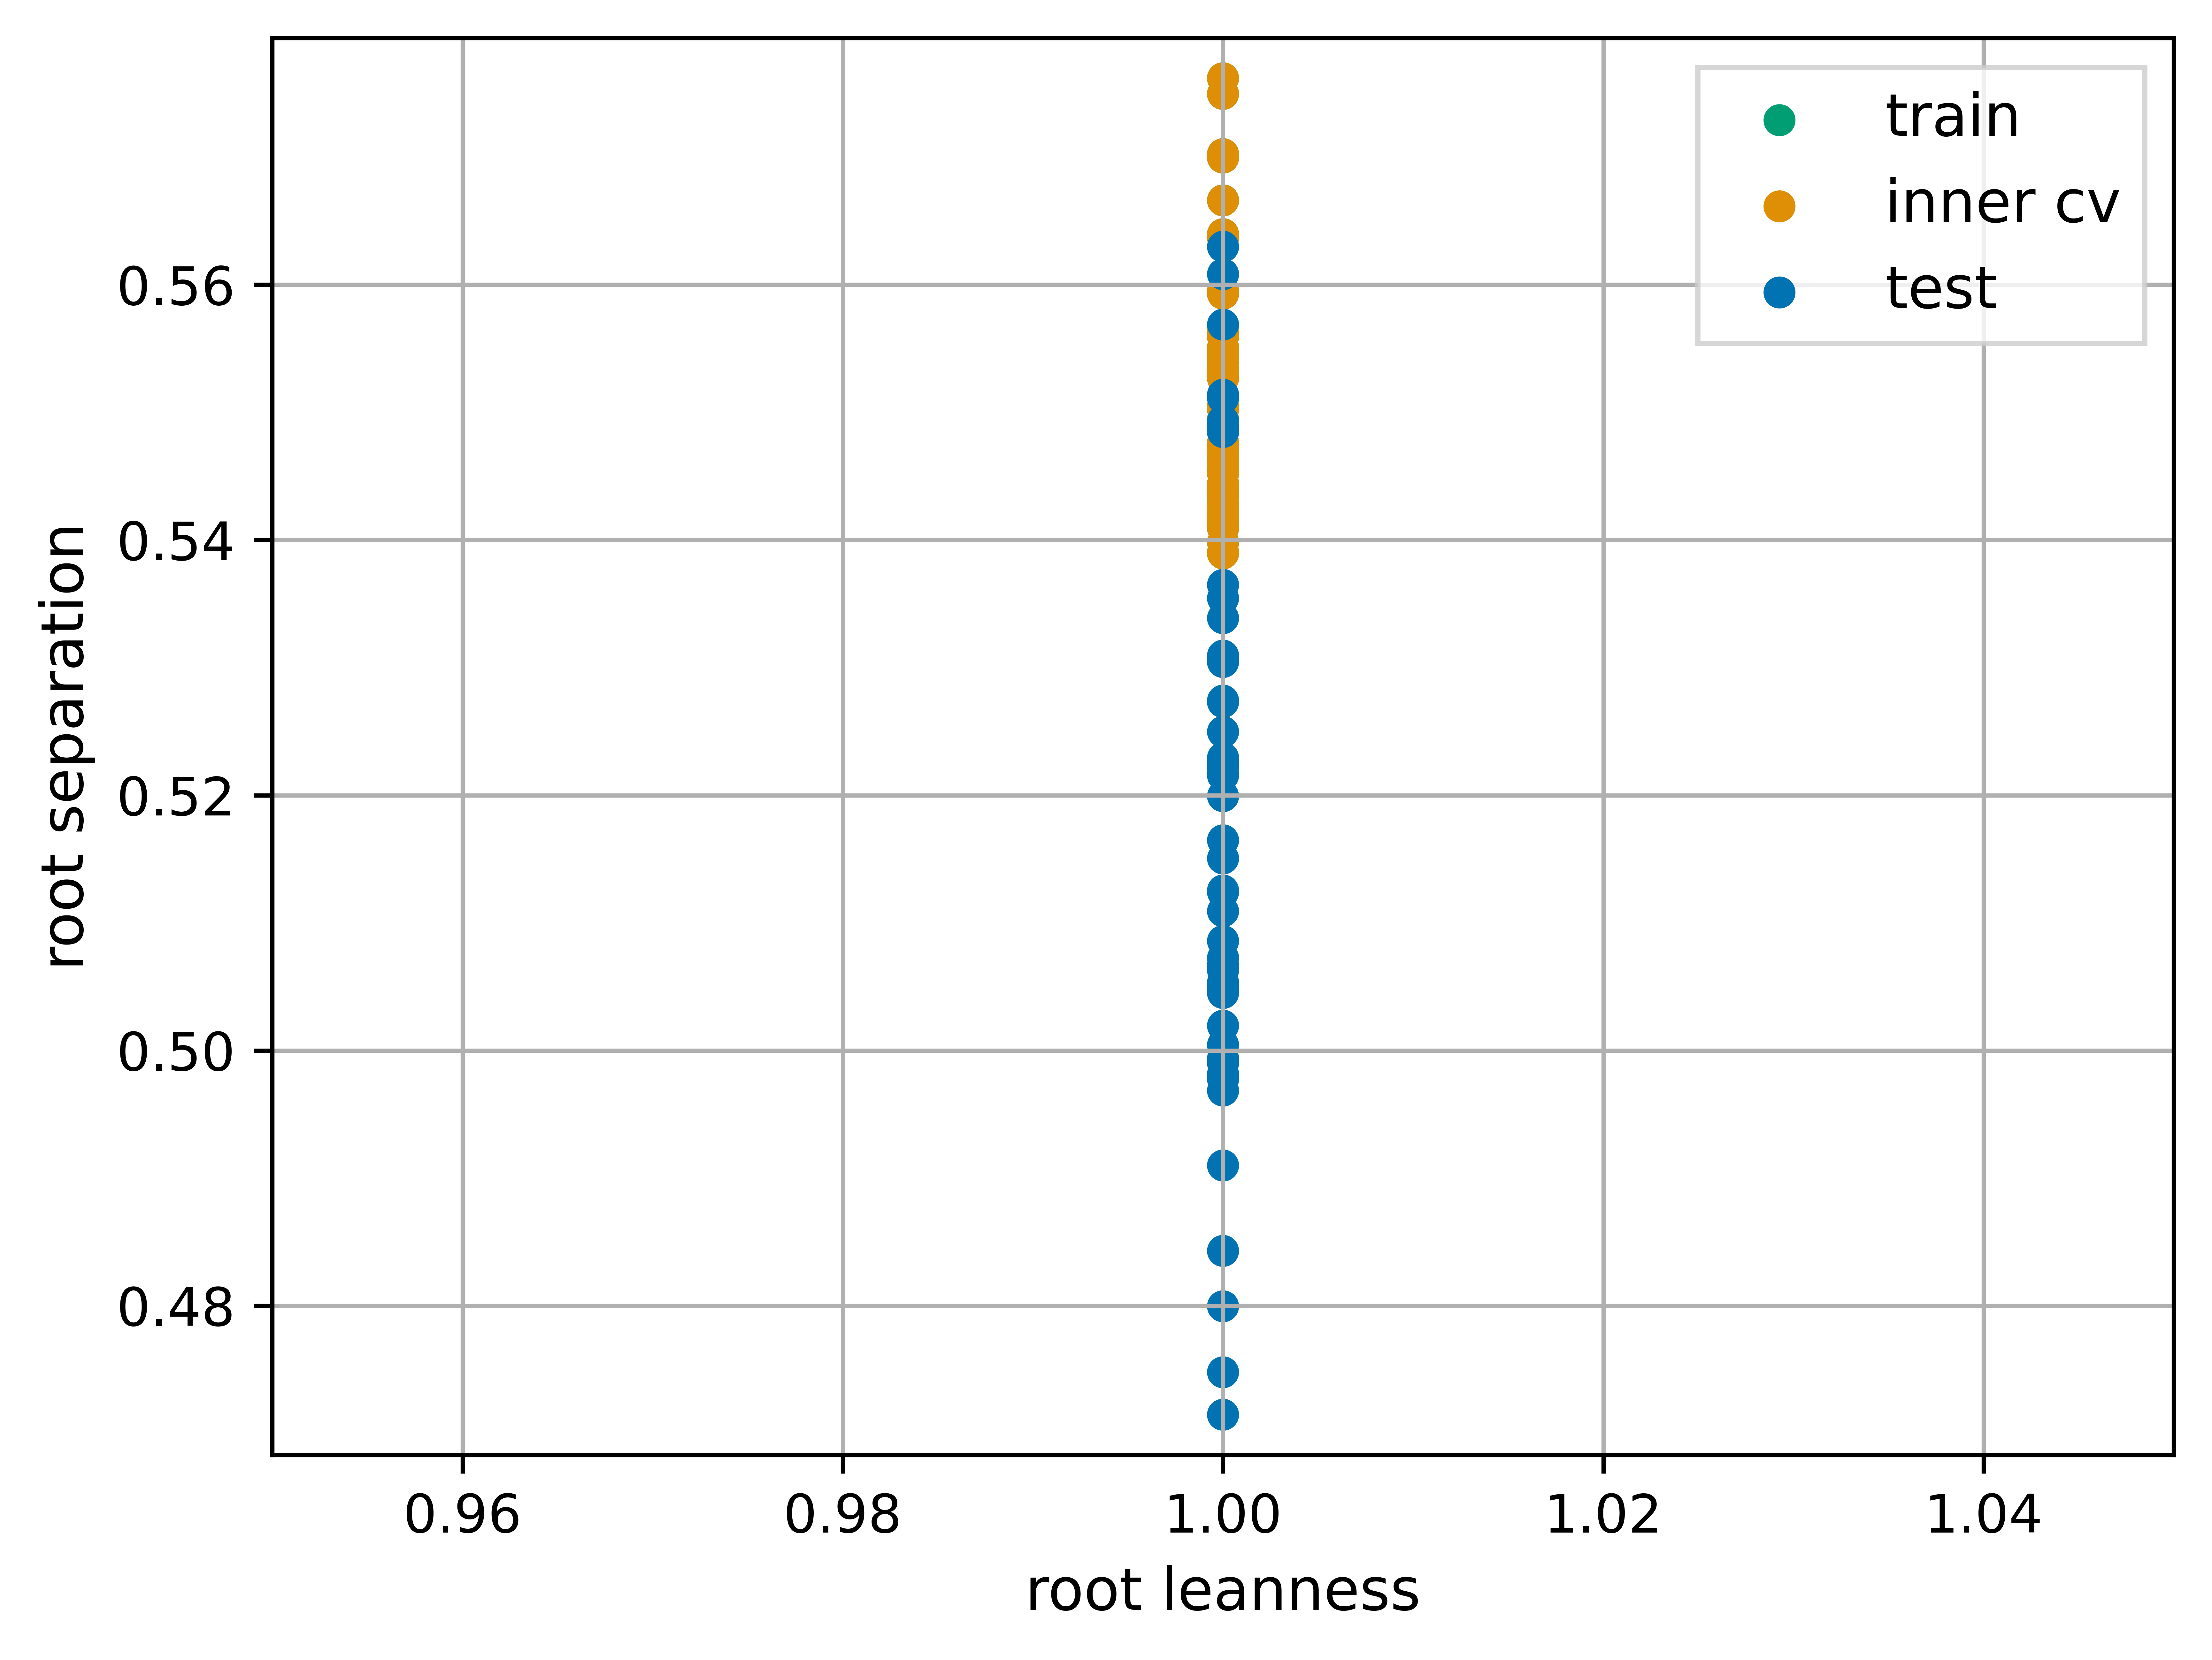 train
inner cv
test
0.56
0.54
0.52
0.50
0.48
root separation
0.96 0.98 1.00 1.02 1.04
root leanness